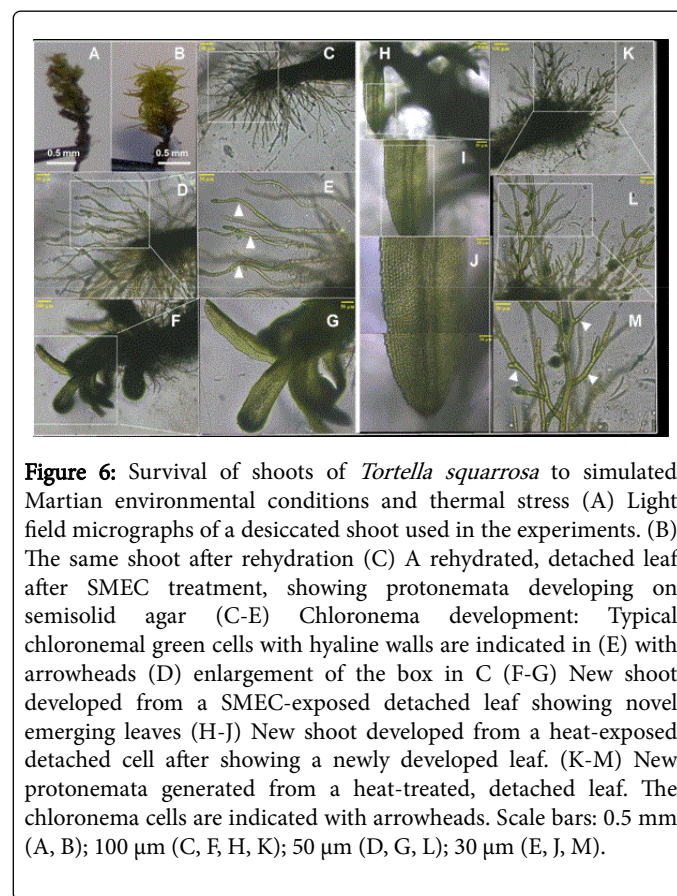 A
B
C
H
K
0.5 mm
0.5 mm
I
D
E
L
J
F
G
M
Figure 6: Survival of shoots of Tortella squarrosa to simulated
Martian environmental conditions and thermal stress (A) Light
field micrographs of a desiccated shoot used in the experiments. (B)
The same shoot after rehydration (C) A rehydrated, detached leaf
after SMEC treatment, showing protonemata developing on
semisolid agar (C-E) Chloronema development: Typical
chloronemal green cells with hyaline walls are indicated in (E) with
arrowheads (D) enlargement of the box in C (F-G) New shoot
developed from a SMEC-exposed detached leaf showing novel
emerging leaves (H-J) New shoot developed from a heat-exposed
detached cell after showing a newly developed leaf. (K-M) New
protonemata generated from a heat-treated, detached leaf. The
chloronema cells are indicated with arrowheads. Scale bars: 0.5 mm
(A, B); 100 µm (C, F, H, K); 50 µm (D, G, L); 30 µm (E, J, M).